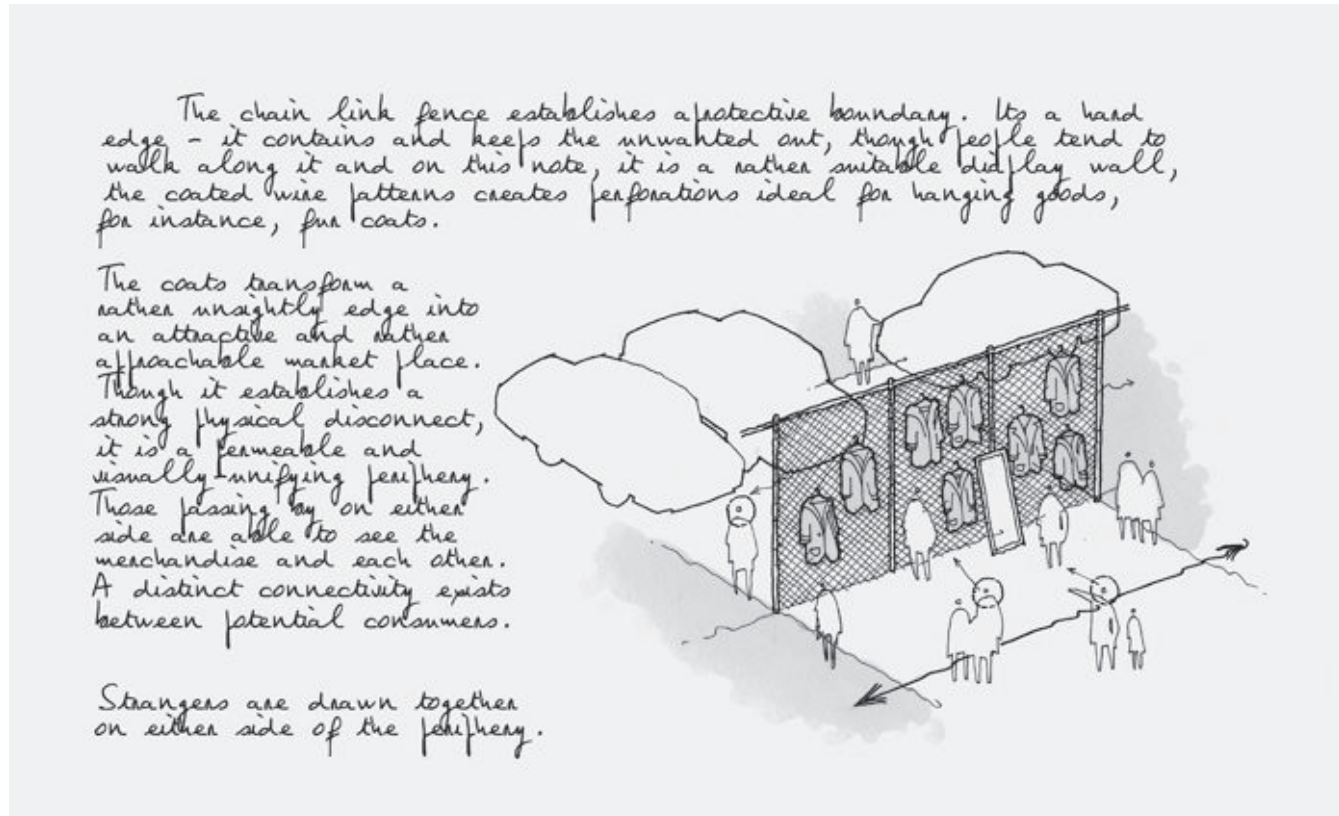 The chain link fence establishes a protective boundary. Its a hard
edge - it contains and keeps the unwanted out, though people tend to
walk along it and on this note, it is a rather suitable display wall,
the coated wire patterns creates perforations ideal for hanging goods,
for instance, fur coats.
The coats transform a
rather unsightly edge into
an attractive and rather
approachable market place.
Though it establishes a
strong physical disconnect,
it is a permeable and
visually unifying periphery.
Those passing by on either
side are able to see the
merchandise and each other.
A distinct connectivity exists
between potential consumers.
Strangers are drawn together
on either side of the periphery.